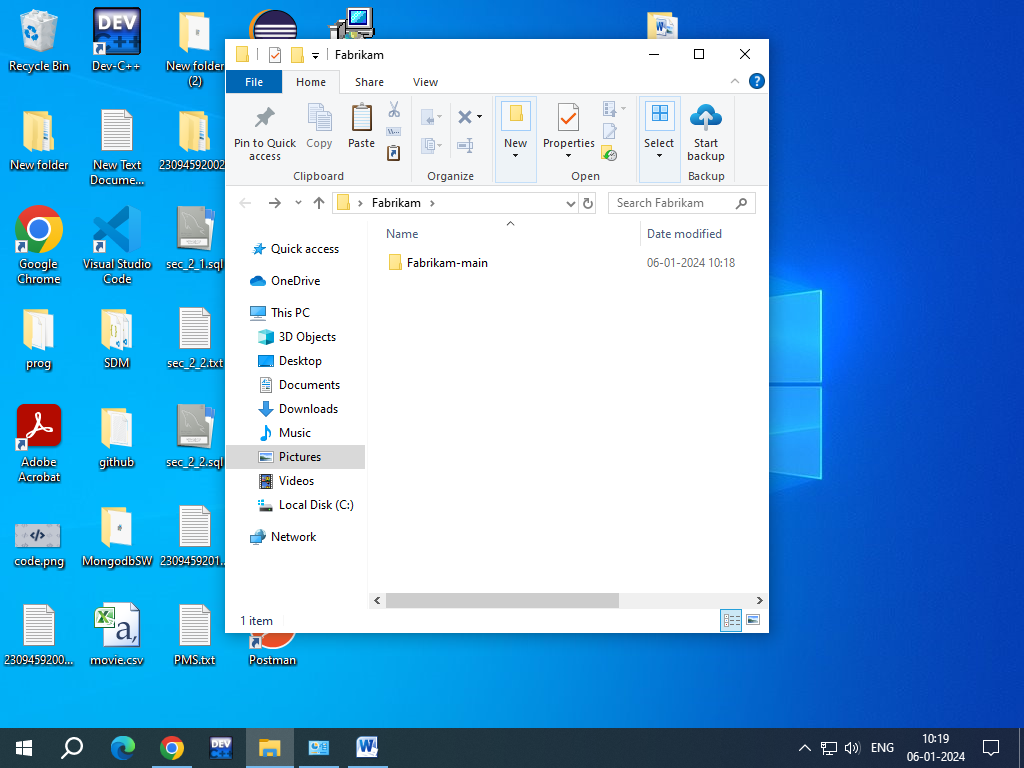 Recycle Bin
DEV
C++
Dev-C++
New folder
(2)
New folder
New Text
Docume...
2309459002
Google
Chrome
Visual Studio
Code
sec_2_1.sql
prog
SDM
sec_2_2.txt
Adobe
Acrobat
github
sec_2_2.sql
code.png
MongodbSW
2309459201...
2309459200...
movie.csv
PMS.txt
Postman
Fabrikam
File
Home
Share
View
Pin to Quick
access
Copy
Paste
Clipboard
Organize
New
Properties
Open
Select
Start
backup
Backup
Fabrikam
Search Fabrikam
Name
Date modified
Fabrikam-main
06-01-2024 10:18
Quick access
OneDrive
This PC
3D Objects
Desktop
Documents
Downloads
Music
Pictures
Videos
Local Disk (C:)
Network
1 item
ENG
10:19
06-01-2024